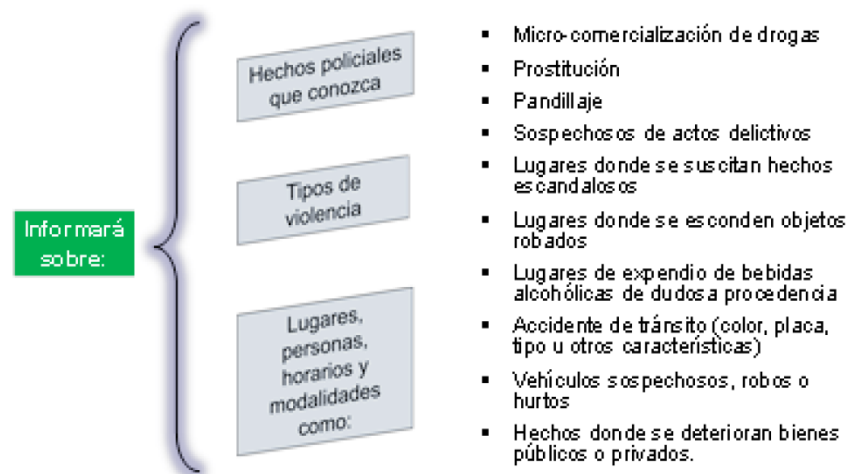 Informará
sobre:
Hechos policiales
que conozca
Tipos de
violencia
Lugares,
personas,
horarios y
modalidades
como:
▪ Micro-comercialización de drogas
▪ Prostitución
▪ Pandillaje
▪ Sospechosos de actos delictivos
▪ Lugares donde se suscitan hechos
escandalosos
▪ Lugares donde se esconden objetos
robados
▪ Lugares de expendio de bebidas
alcohólicas de dudosa procedencia
▪ Accidente de tránsito (color, placa,
tipo u otros características)
▪ Vehículos sospechosos, robos o
hurtos
▪ Hechos donde se deterioran bienes
públicos o privados.